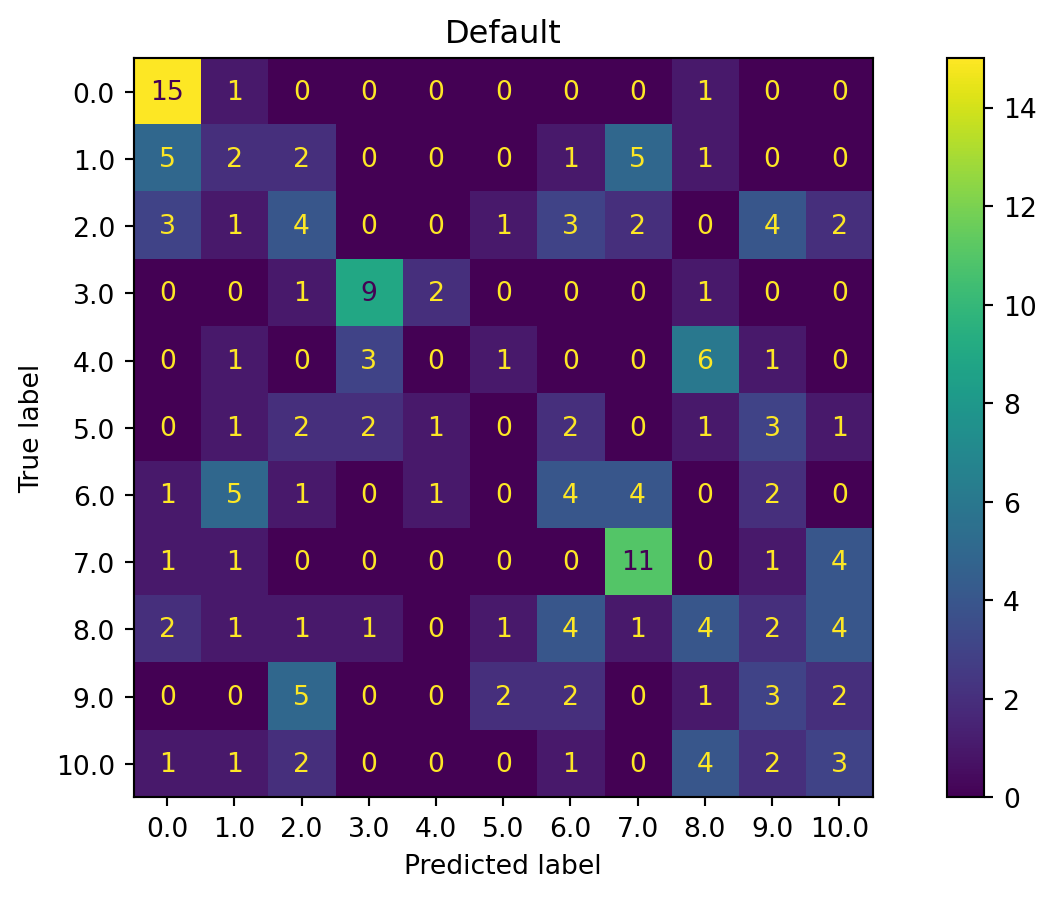 Default
0.0 15 1 0 0 0 0 0 0 1 0 0
1.0 5 2 2 0 0 0 1 5 1 0 0
2.0 3 1 4 0 0 1 3 2 0 4 2
3.0 0 0 1 9 2 0 0 0 1 0 0
4.0 0 1 0 3 0 1 0 0 6 1 0
5.0 0 1 2 2 1 0 2 0 1 3 1
6.0 1 5 1 0 1 0 4 4 0 2 0
7.0 1 1 0 0 0 0 0 11 0 1 4
8.0 2 1 1 1 0 1 4 1 4 2 4
9.0 0 0 5 0 0 2 2 0 1 3 2
10.0 1 1 2 0 0 0 1 0 4 2 3
0.0 1.0 2.0 3.0 4.0 5.0 6.0 7.0 8.0 9.0 10.0
Predicted label
True label
14
12
10
8
6
4
2
0